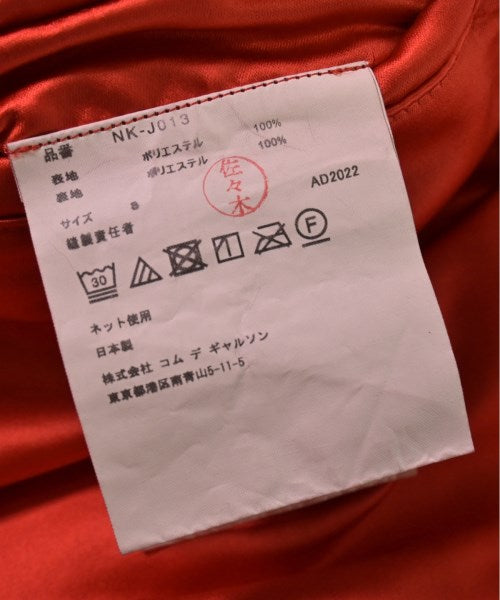 品番 NK-J013
表地 ポリエステル 100%
裏地 ポリエステル 100%
サイズ S
縫製責任者 佐々木 AD2022
30 F
ネット使用
日本製
株式会社 コム デ ギャルソン
東京都港区南青山5-11-5